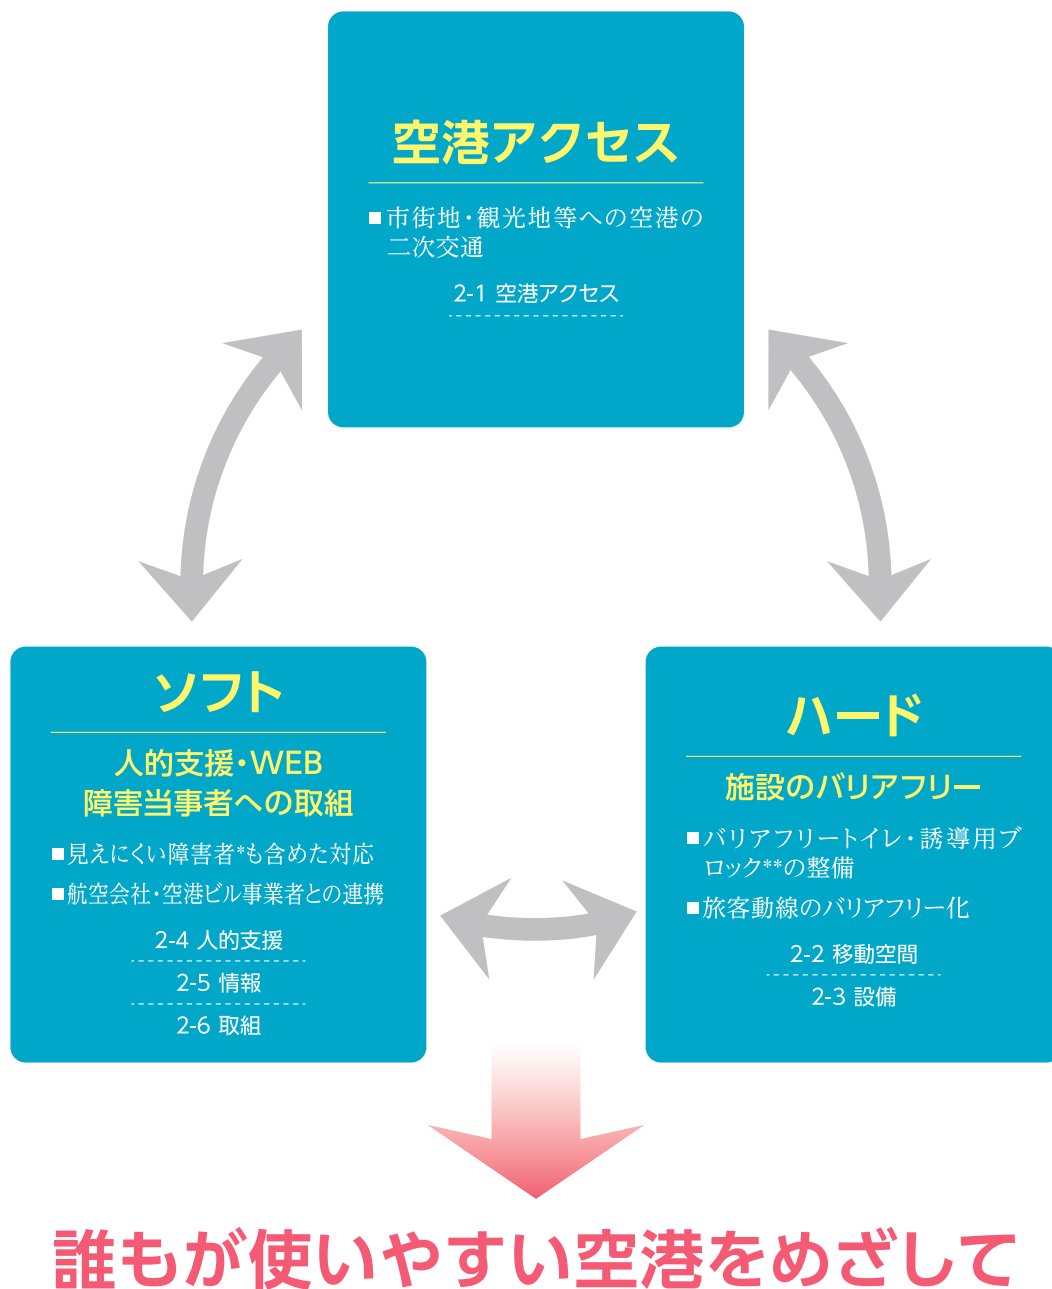 空港アクセス
■市街地・観光地等への空港の
二次交通
2-1 空港アクセス
ソフト
人的支援・WEB
障害当事者への取組
■見えにくい障害者*も含めた対応
■航空会社・空港ビル事業者との連携
2-4 人的支援
2-5 情報
2-6 取組
ハード
施設のバリアフリー
■バリアフリートイレ・誘導用ブ
ロック**の整備
■旅客動線のバリアフリー化
2-2 移動空間
2-3 設備
誰もが使いやすい空港をめざして